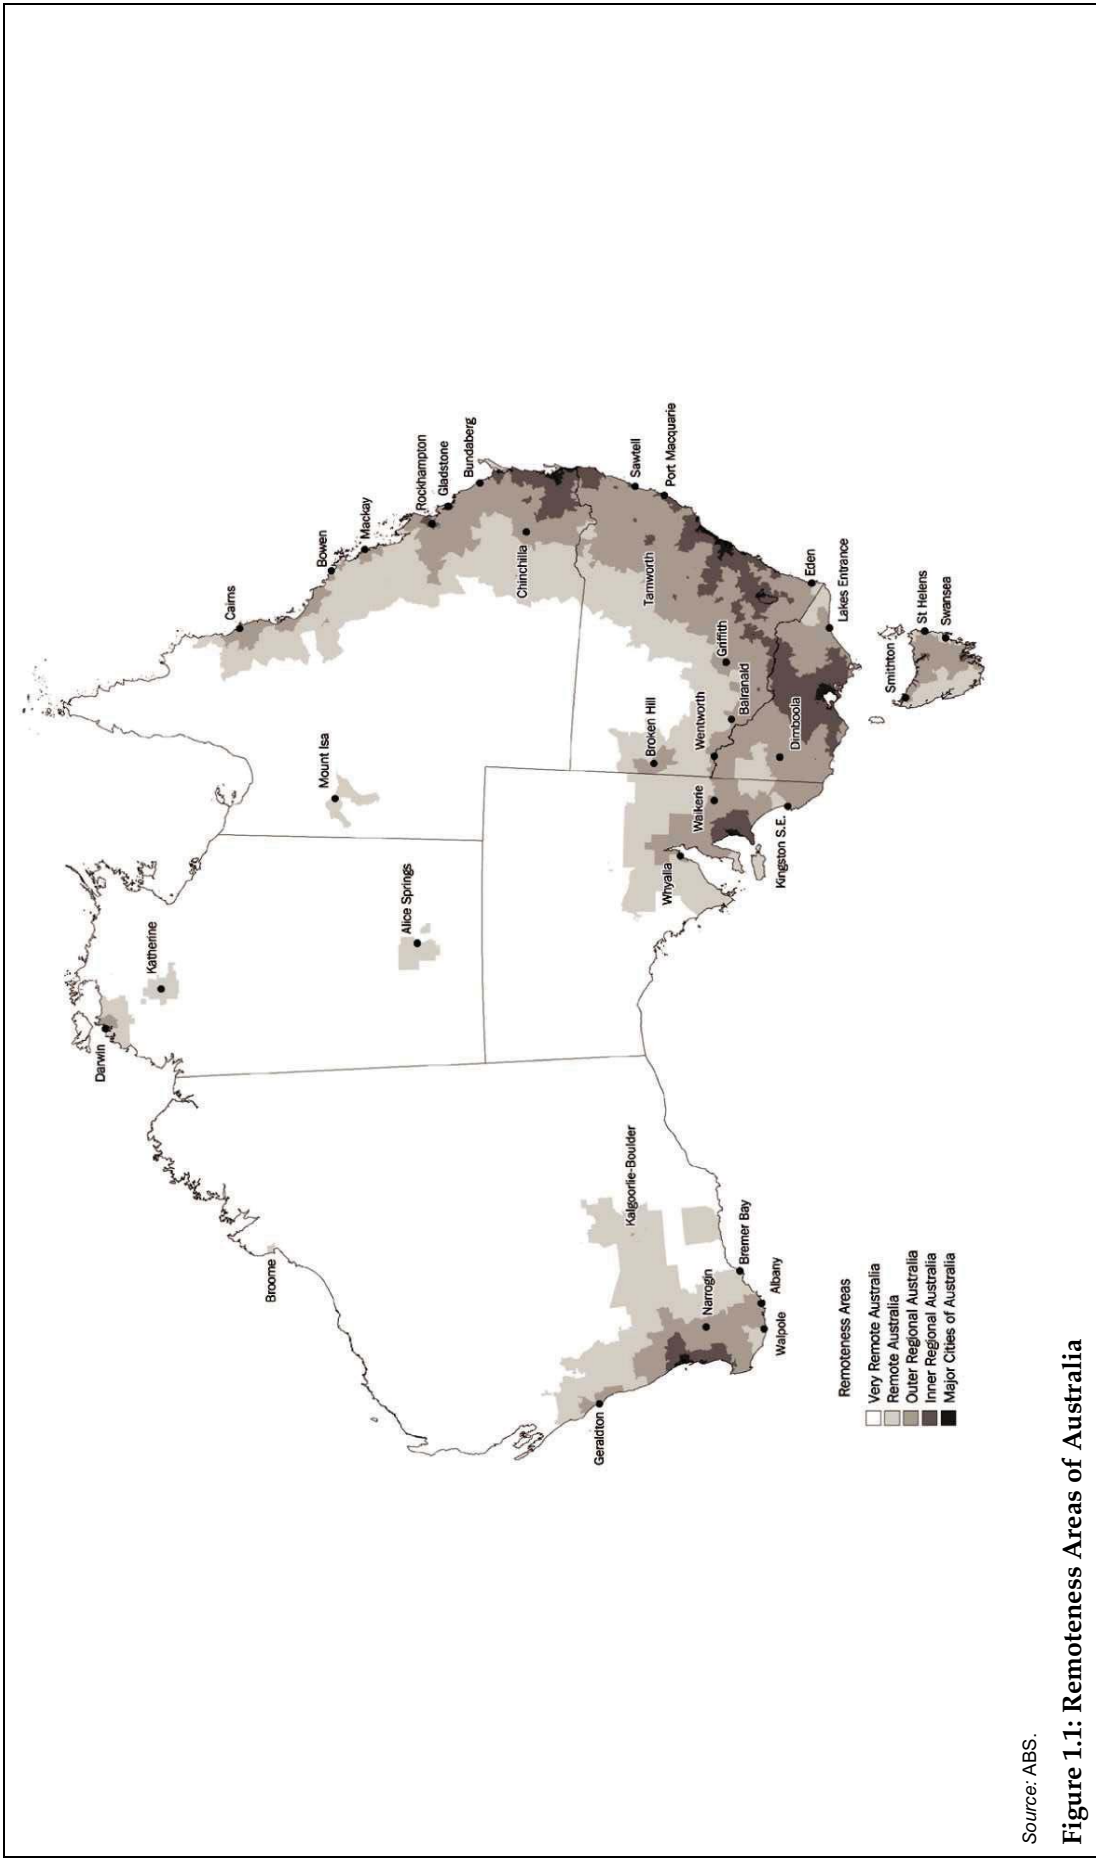 Darwin
Katherine
Cairns
Broome
Mount Isa
Bowen
Mackay
Alice Springs
Rockhampton
Gladstone
Bundaberg
Chinchilla
Geraldton
Kalgoorlie-Boulder
Broken Hill
Tamworth
Sawtell
Port Macquarie
Whyalla
Waikerie
Wentworth
Griffith
Balranald
Narrogin
Bremer Bay
Albany
Walpole
Kingston S.E.
Dimboola
Eden
Lakes Entrance
Smithton
St Helens
Swansea
Remoteness Areas
Very Remote Australia
Remote Australia
Outer Regional Australia
Inner Regional Australia
Major Cities of Australia
Source: ABS.
Figure 1.1: Remoteness Areas of Australia